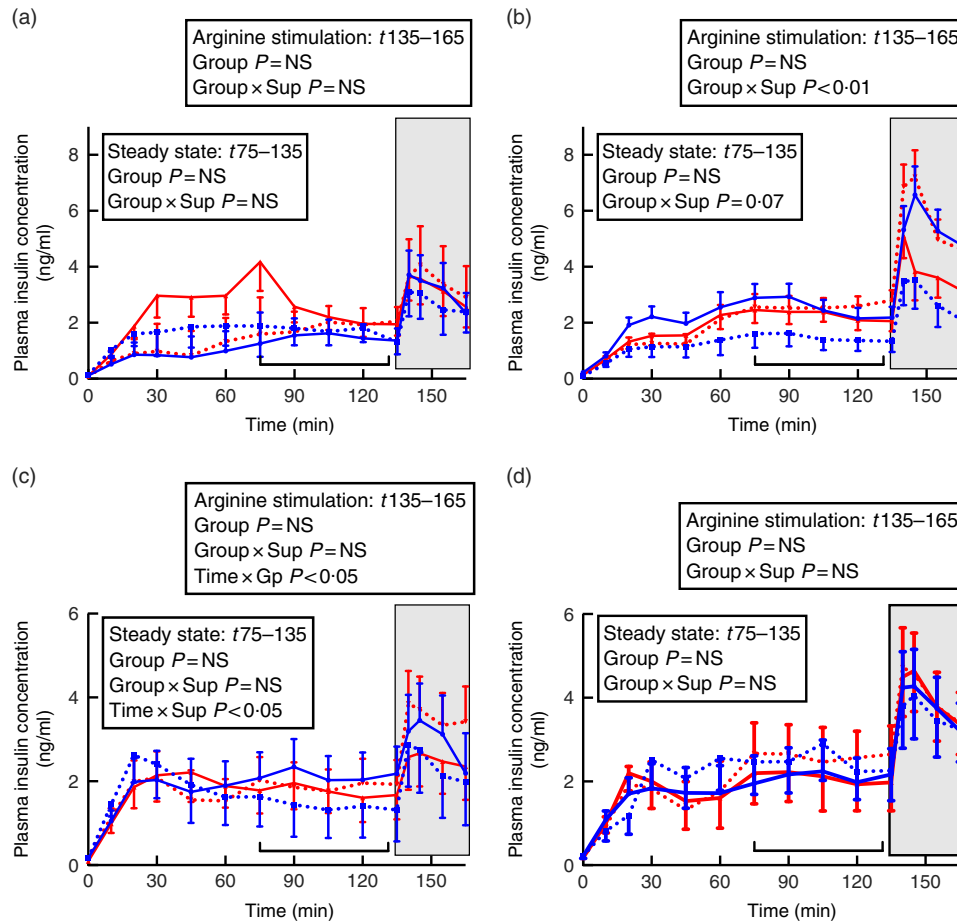 (a)
Arginine stimulation: t135–165
Group P=NS
Group×Sup P=NS
Steady state: t75–135
Group P=NS
Group×Sup P=NS
Plasma insulin concentration
(ng/ml)
8
6
4
2
0
0 30 60 90 120 150
Time (min)
(b)
Arginine stimulation: t135–165
Group P=NS
Group×Sup P<0·01
Steady state: t75–135
Group P=NS
Group×Sup P=0·07
Plasma insulin concentration
(ng/ml)
8
6
4
2
0
0 30 60 90 120 150
Time (min)
(c)
Arginine stimulation: t135–165
Group P=NS
Group×Sup P=NS
Time×Gp P<0·05
Steady state: t75–135
Group P=NS
Group×Sup P=NS
Time×Sup P<0·05
Plasma insulin concentration
(ng/ml)
6
4
2
0
0 30 60 90 120 150
Time (min)
(d)
Arginine stimulation: t135–165
Group P=NS
Group×Sup P=NS
Steady state: t75–135
Group P=NS
Group×Sup P=NS
Plasma insulin concentration
(ng/ml)
6
4
2
0
0 30 60 90 120 150
Time (min)